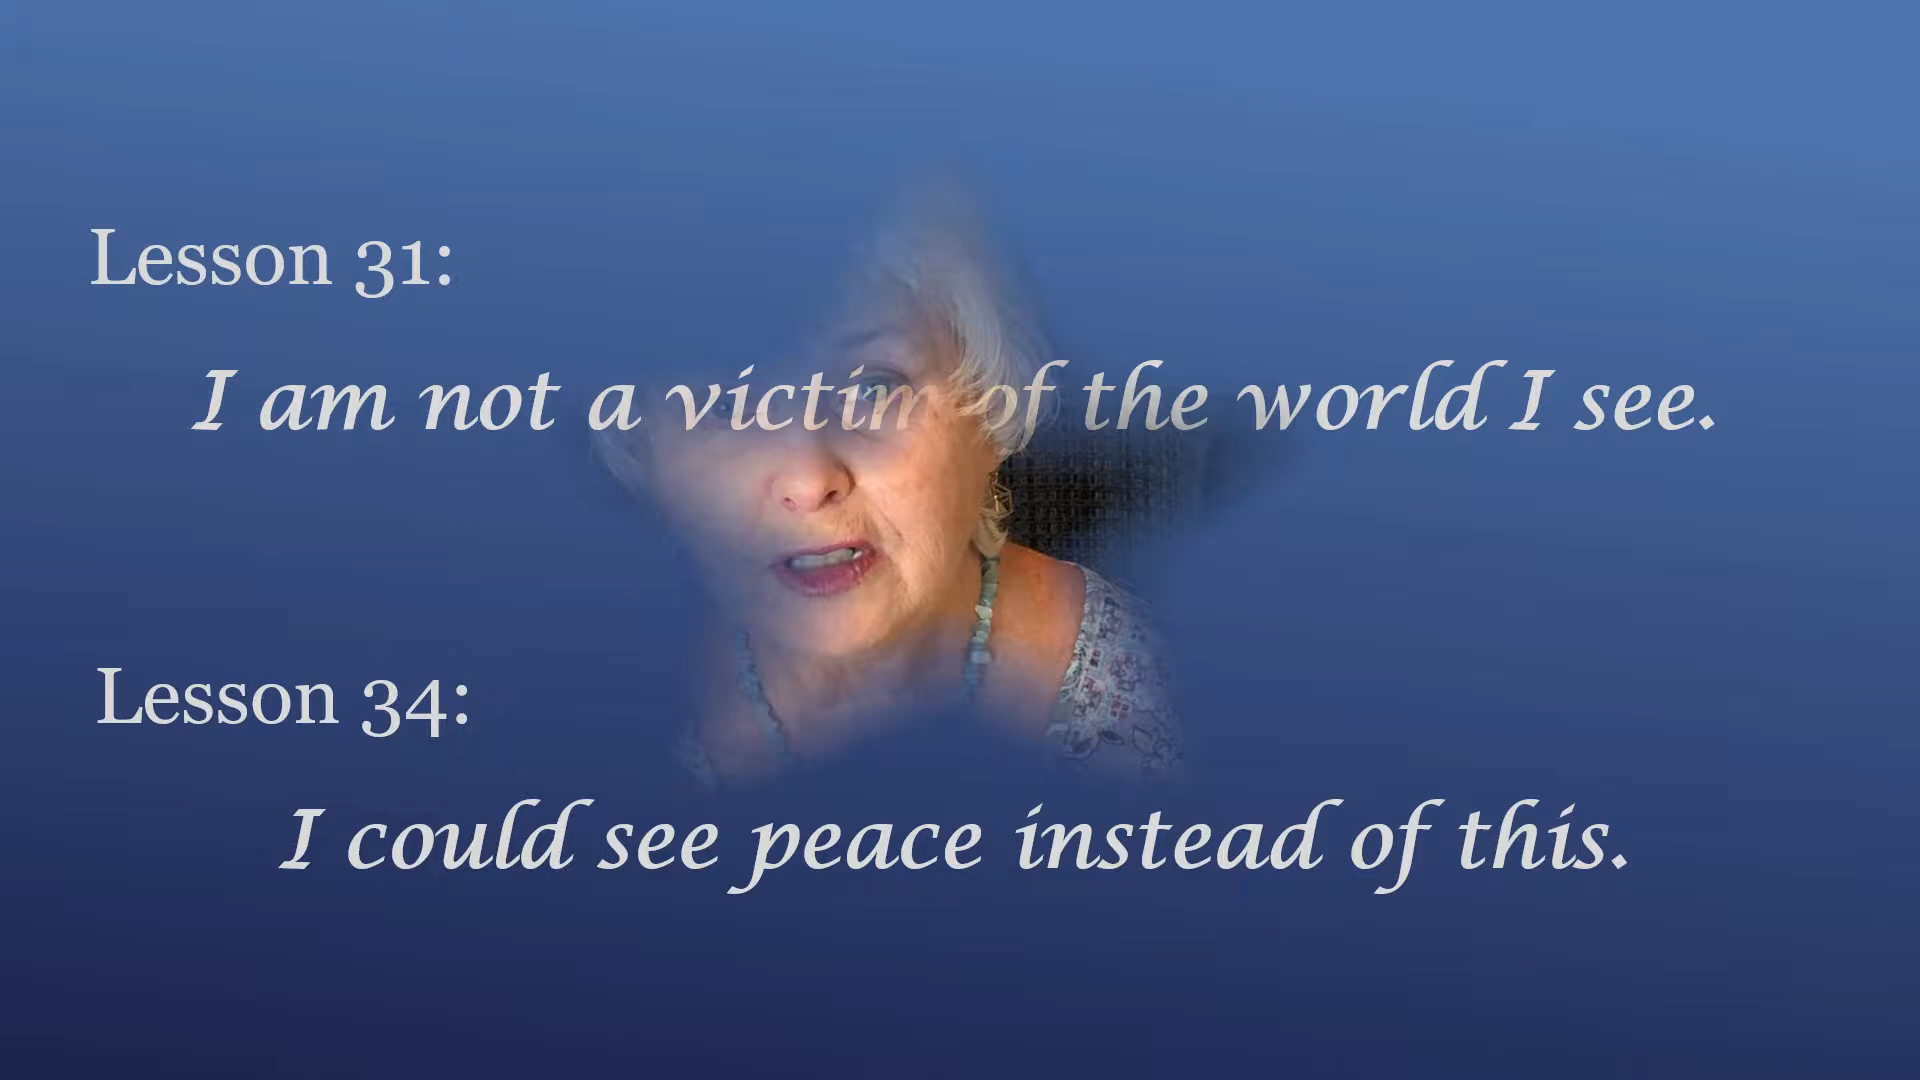 Lesson 31:
I am not a victim of the world I see.
Lesson 34:
I could see peace instead of this.